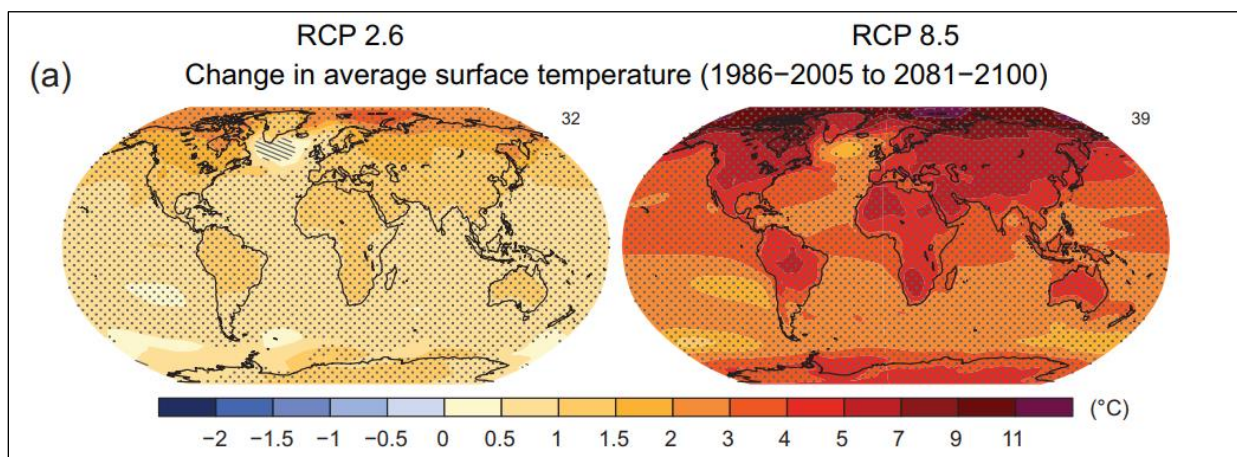 RCP 2.6 RCP 8.5
(a) Change in average surface temperature (1986−2005 to 2081−2100)
32 39
(°C)
−2 −1.5 −1 −0.5 0 0.5 1 1.5 2 3 4 5 7 9 11